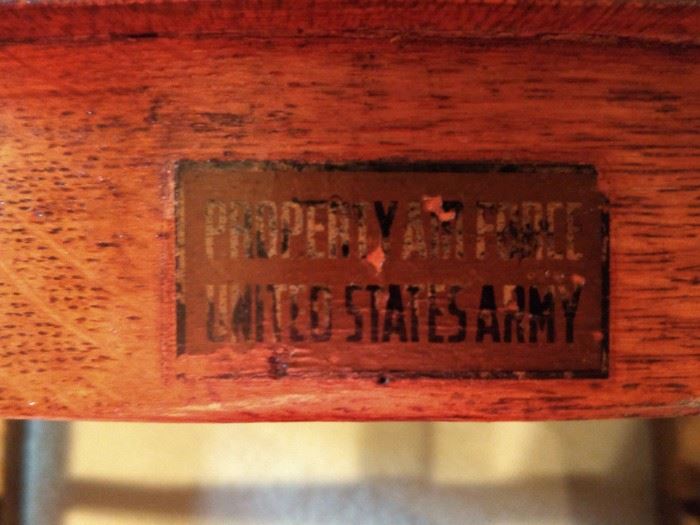 PROPERTY AIR FORCE
UNITED STATES ARMY